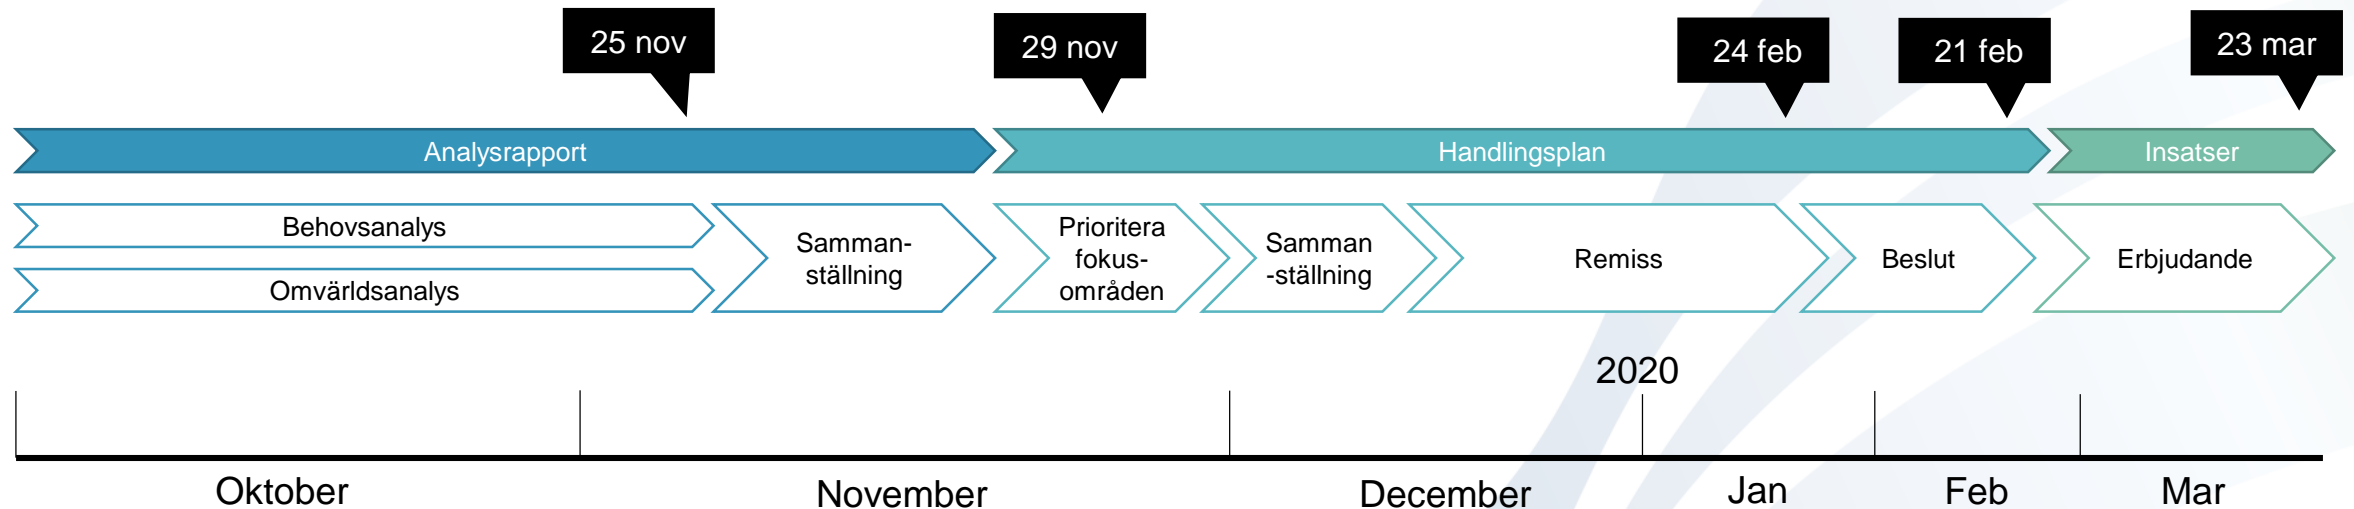 25 nov
29 nov
24 feb
21 feb
23 mar
Analysrapport
Handlingsplan
Insatser
Behovsanalys
Omvärldsanalys
Samman-
ställning
Prioritera
fokus-
områden
Samman
-ställning
Remiss
Beslut
Erbjudande
2020
Oktober
November
December
Jan
Feb
Mar